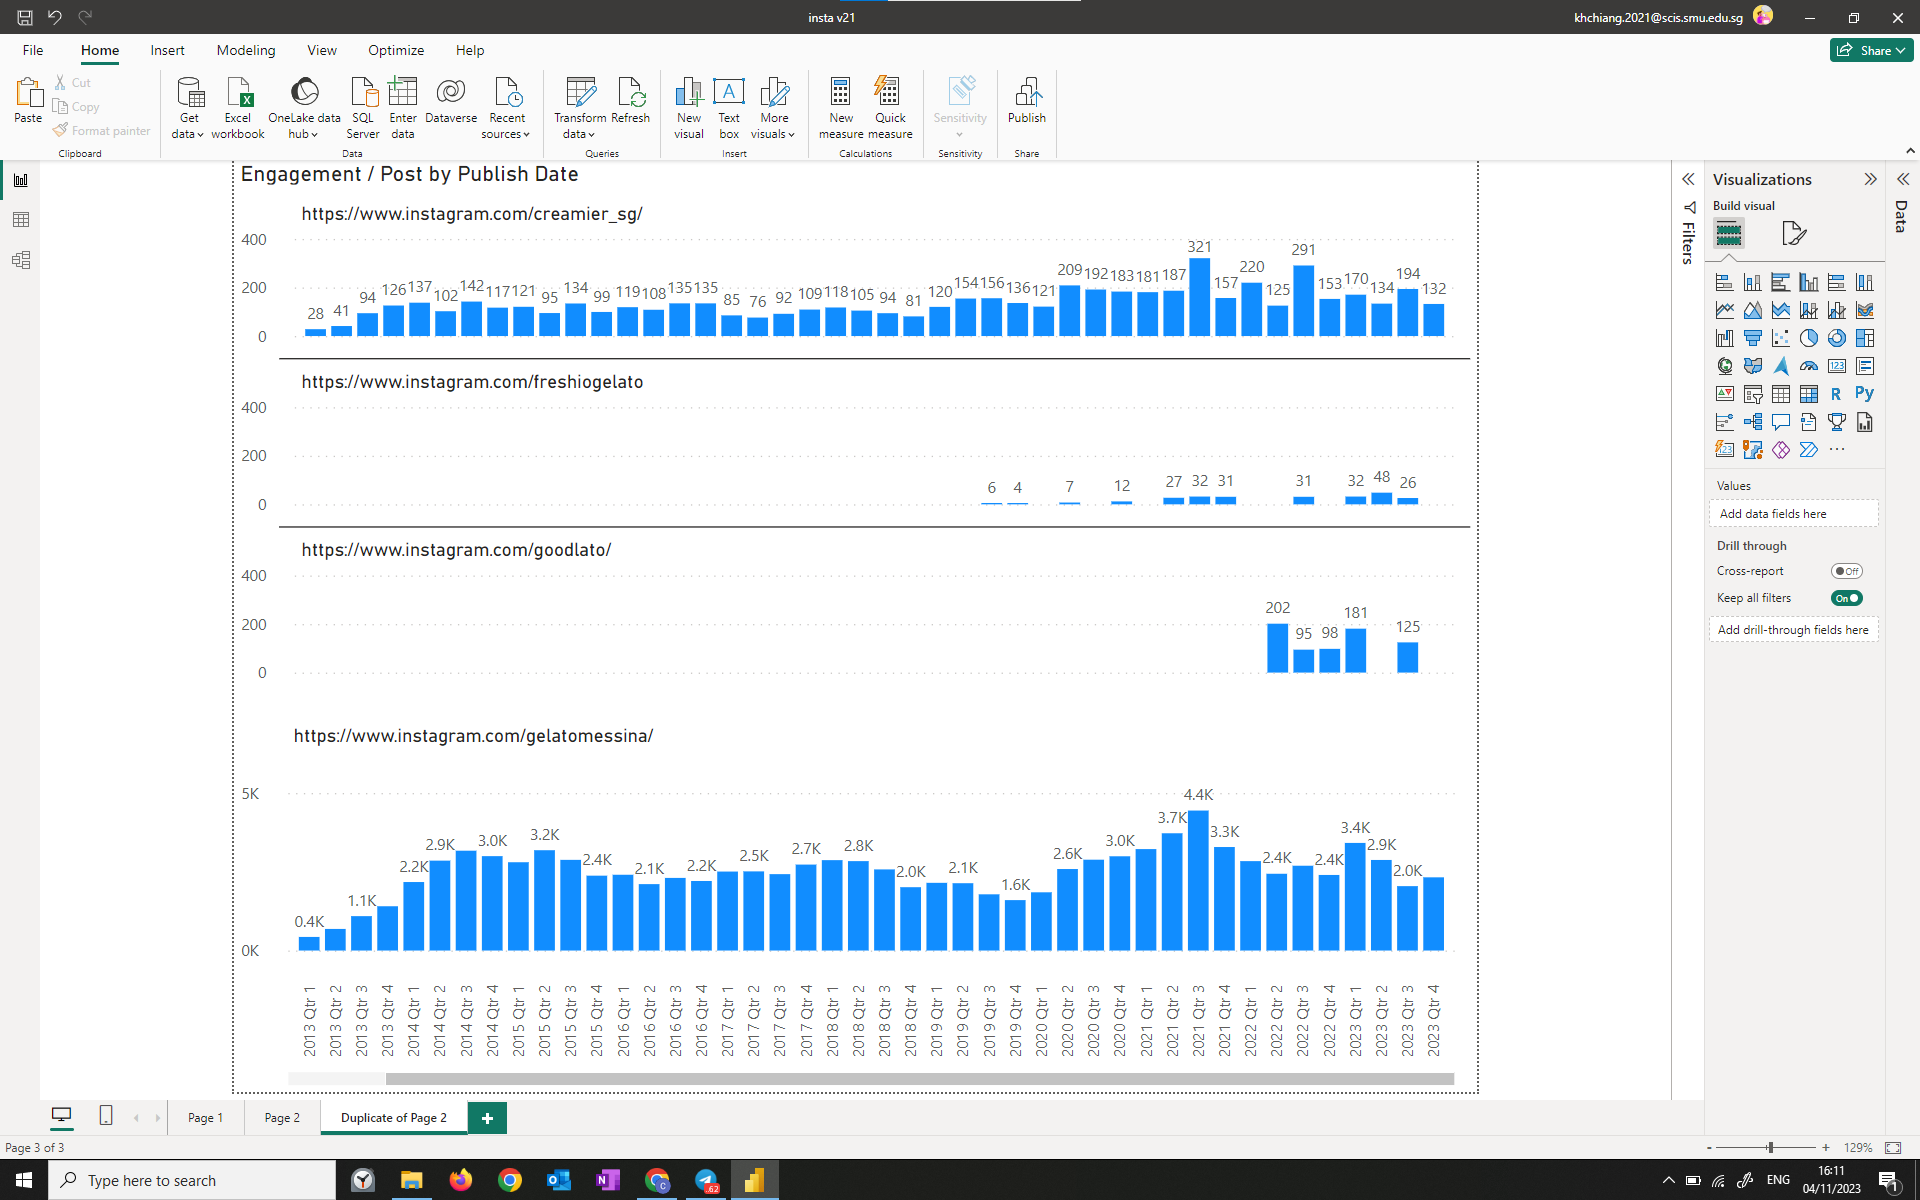 insta v21
khchiang.2021@scis.smu.edu.sg
File Home Insert Modeling View Optimize Help
Share
Paste
Cut
Copy
Format painter
Clipboard
Get data
Excel workbook
OneLake data hub
SQL Server
Enter data
Dataverse
Recent sources
Data
Transform data
Refresh
Queries
New visual
Text box
More visuals
Insert
New measure
Quick measure
Calculations
Sensitivity
Sensitivity
Publish
Share
Engagement / Post by Publish Date
https://www.instagram.com/creamier_sg/
400
200
0
28 41 94 126 137 102 142 117 121 95 134 99 119 108 135 135 85 76 92 109 118 105 94 81 120 154 156 136 121 209 192 183 181 187 321 157 220 125 291 153 170 134 194 132
https://www.instagram.com/freshiogelato
400
200
0
6 4 7 12 27 32 31 31 32 48 26
https://www.instagram.com/goodlato/
400
200
0
202 95 98 181 125
https://www.instagram.com/gelatomessina/
5K
0K
0.4K 1.1K 2.2K 2.9K 3.0K 3.2K 2.4K 2.1K 2.2K 2.5K 2.7K 2.8K 2.0K 2.1K 1.6K 2.6K 3.0K 3.7K 4.4K 3.3K 2.4K 2.4K 3.4K 2.9K 2.0K
2013 Qtr 1
2013 Qtr 2
2013 Qtr 3
2013 Qtr 4
2014 Qtr 1
2014 Qtr 2
2014 Qtr 3
2014 Qtr 4
2015 Qtr 1
2015 Qtr 2
2015 Qtr 3
2015 Qtr 4
2016 Qtr 1
2016 Qtr 2
2016 Qtr 3
2016 Qtr 4
2017 Qtr 1
2017 Qtr 2
2017 Qtr 3
2017 Qtr 4
2018 Qtr 1
2018 Qtr 2
2018 Qtr 3
2018 Qtr 4
2019 Qtr 1
2019 Qtr 2
2019 Qtr 3
2019 Qtr 4
2020 Qtr 1
2020 Qtr 2
2020 Qtr 3
2020 Qtr 4
2021 Qtr 1
2021 Qtr 2
2021 Qtr 3
2021 Qtr 4
2022 Qtr 1
2022 Qtr 2
2022 Qtr 3
2022 Qtr 4
2023 Qtr 1
2023 Qtr 2
2023 Qtr 3
2023 Qtr 4
Filters
Visualizations
Build visual
123
R
Py
123
Values
Add data fields here
Drill through
Cross-report
Off
Keep all filters
On
Add drill-through fields here
Data
Page 1
Page 2
Duplicate of Page 2
+
Page 3 of 3
- + 129%
Type here to search
62
ENG
16:11
04/11/2023
1